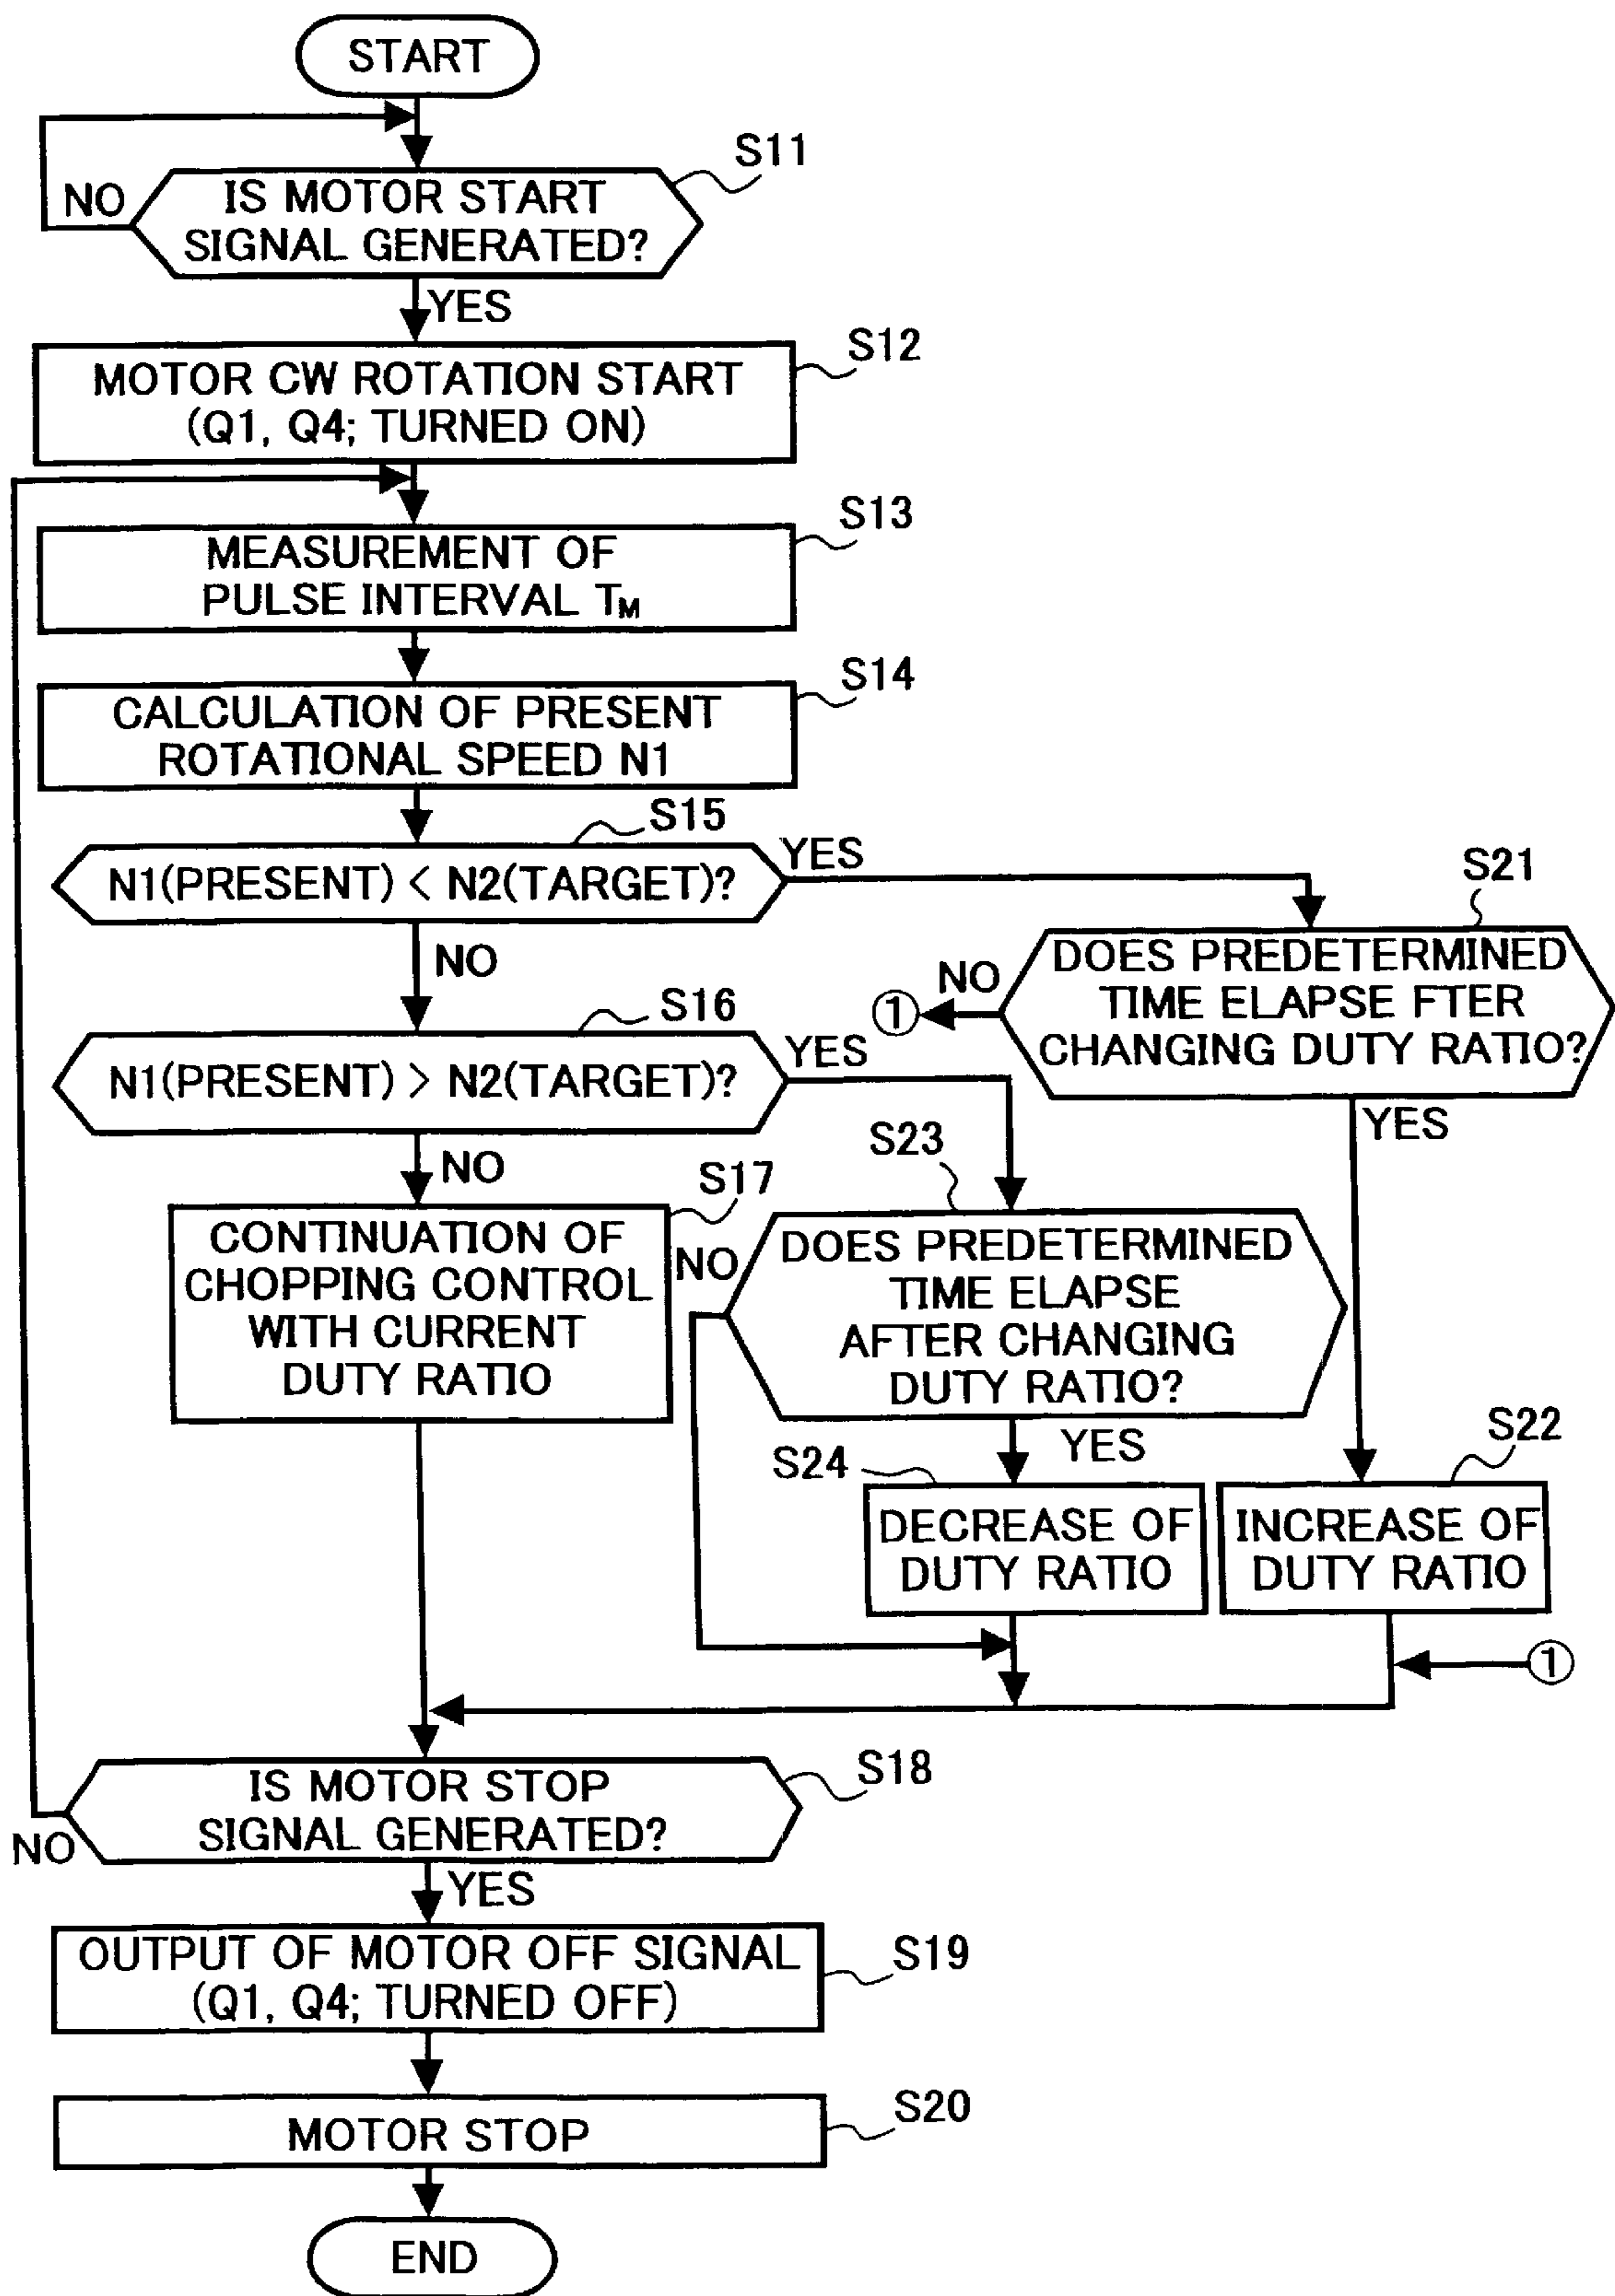 START
S11
NO
IS MOTOR START
SIGNAL GENERATED?
YES
S12
MOTOR CW ROTATION START
(Q1, Q4; TURNED ON)
S13
MEASUREMENT OF
PULSE INTERVAL TM
S14
CALCULATION OF PRESENT
ROTATIONAL SPEED N1
S15
N1(PRESENT) < N2(TARGET)?
YES
NO
S21
DOES PREDETERMINED
TIME ELAPSE FTER
CHANGING DUTY RATIO?
NO
①
YES
S16
N1(PRESENT) > N2(TARGET)?
YES
NO
S17
CONTINUATION OF
CHOPPING CONTROL
WITH CURRENT
DUTY RATIO
S23
DOES PREDETERMINED
TIME ELAPSE
AFTER CHANGING
DUTY RATIO?
NO
YES
S24
DECREASE OF
DUTY RATIO
S22
INCREASE OF
DUTY RATIO
①
S18
IS MOTOR STOP
SIGNAL GENERATED?
NO
YES
S19
OUTPUT OF MOTOR OFF SIGNAL
(Q1, Q4; TURNED OFF)
S20
MOTOR STOP
END